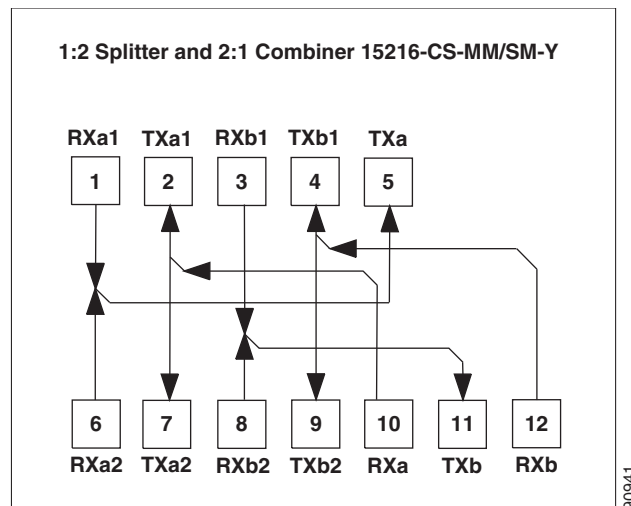 1:2 Splitter and 2:1 Combiner 15216-CS-MM/SM-Y
RXa1 TXa1 RXb1 TXb1 TXa
1 2 3 4 5
6 7 8 9 10 11 12
RXa2 TXa2 RXb2 TXb2 RXa TXb RXb
90941